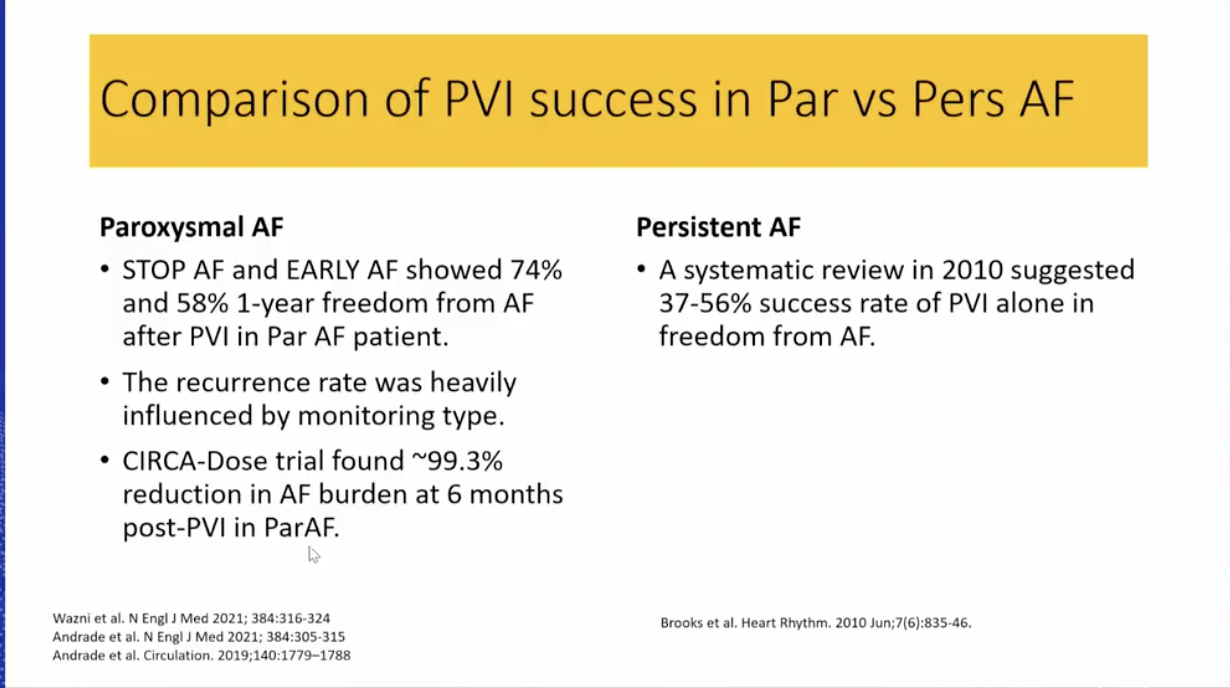 Comparison of PVI success in Par vs Pers AF
Paroxysmal AF
• STOP AF and EARLY AF showed 74%
and 58% 1-year freedom from AF
after PVI in Par AF patient.
• The recurrence rate was heavily
influenced by monitoring type.
• CIRCA-Dose trial found ~99.3%
reduction in AF burden at 6 months
post-PVI in ParAF.
Persistent AF
• A systematic review in 2010 suggested
37-56% success rate of PVI alone in
freedom from AF.
Wazni et al. N Engl J Med 2021; 384:316-324
Andrade et al. N Engl J Med 2021; 384:305-315
Andrade et al. Circulation. 2019;140:1779–1788
Brooks et al. Heart Rhythm. 2010 Jun;7(6):835-46.